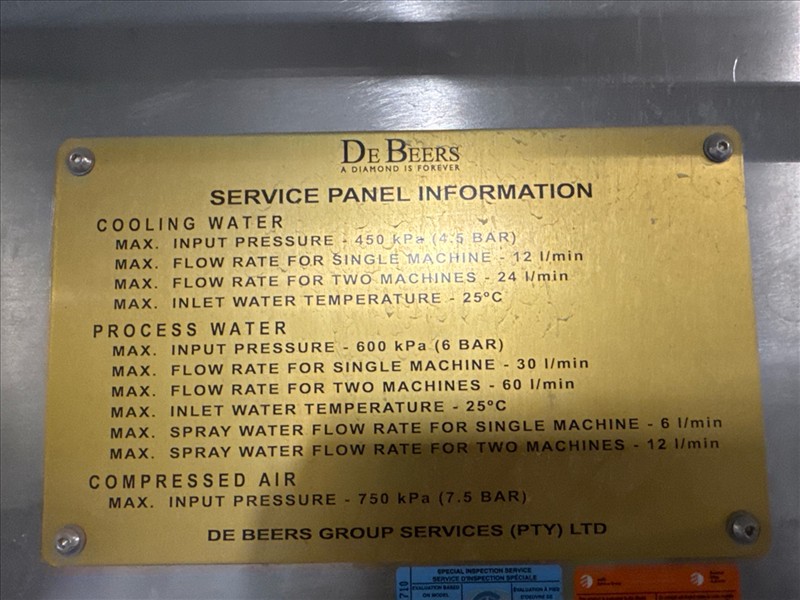 DE BEERS
A DIAMOND IS FOREVER
SERVICE PANEL INFORMATION
COOLING WATER
MAX. INPUT PRESSURE - 450 kPa (4.5 BAR)
MAX. FLOW RATE FOR SINGLE MACHINE - 12 l/min
MAX. FLOW RATE FOR TWO MACHINES - 24 l/min
MAX. INLET WATER TEMPERATURE - 25ºC
PROCESS WATER
MAX. INPUT PRESSURE - 600 kPa (6 BAR)
MAX. FLOW RATE FOR SINGLE MACHINE - 30 l/min
MAX. FLOW RATE FOR TWO MACHINES - 60 l/min
MAX. INLET WATER TEMPERATURE - 25ºC
MAX. SPRAY WATER FLOW RATE FOR SINGLE MACHINE - 6 l/min
MAX. SPRAY WATER FLOW RATE FOR TWO MACHINES - 12 l/min
COMPRESSED AIR
MAX. INPUT PRESSURE - 750 kPa (7.5 BAR)
DE BEERS GROUP SERVICES (PTY) LTD
SPECIAL INSPECTION SERVICE
SERVICE D'INSPECTION SPÉCIALE
EVALUATION BASED
ON MODEL
710